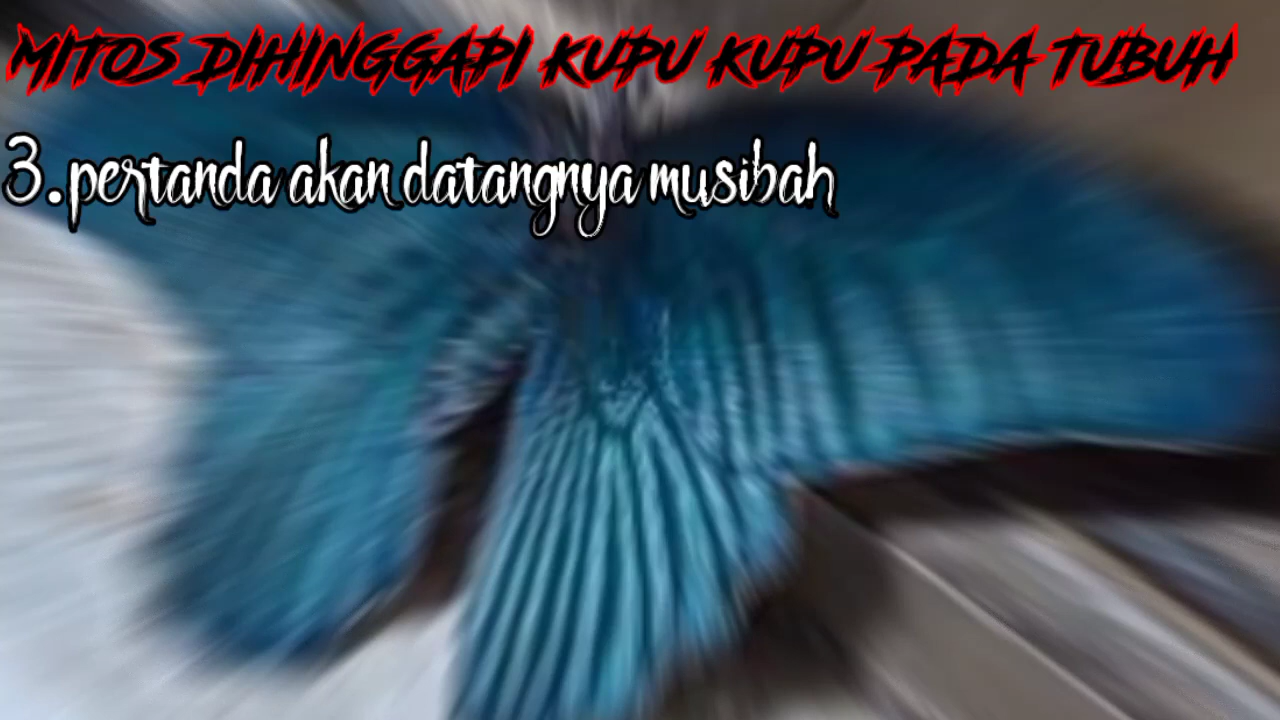 MITOS DIHINGGAPI KUPU KUPU PADA TUBUH
3. pertanda akan datangnya musibah